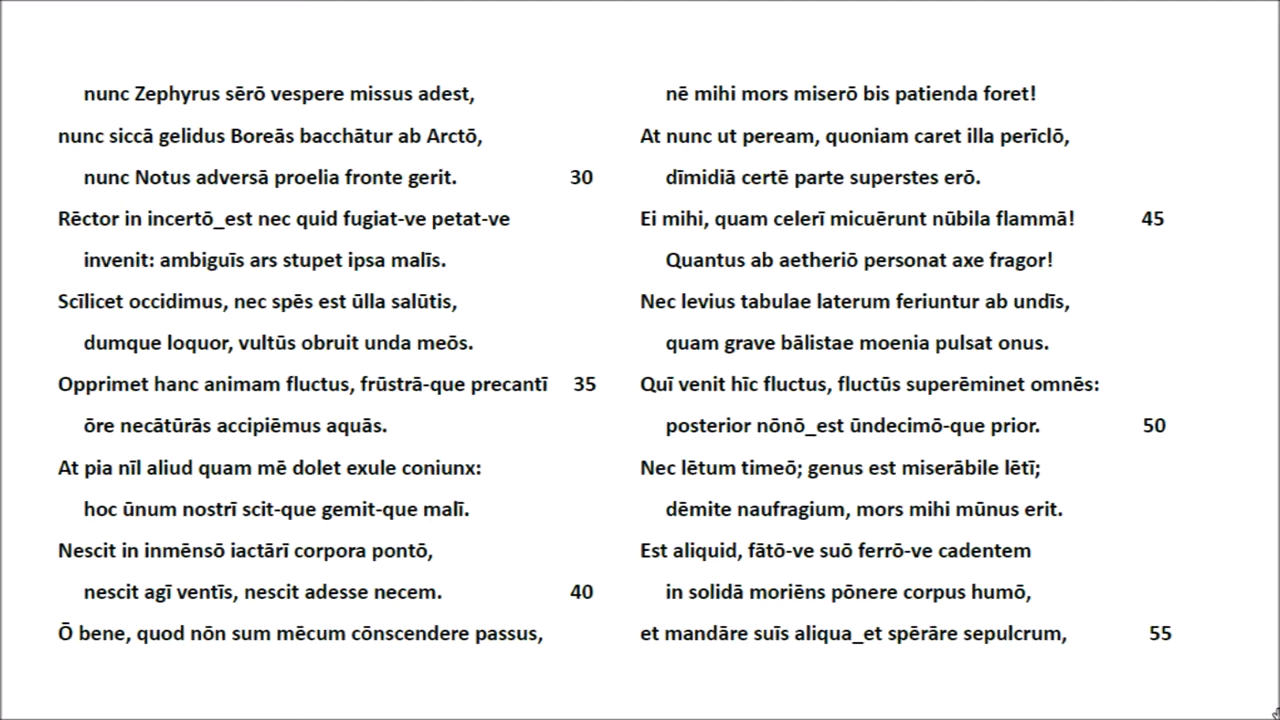 nunc Zephyrus sērō vespere missus adest,
nunc siccā gelidus Boreās bacchātur ab Arctō,
nunc Notus adversā proelia fronte gerit. 30
Rēctor in incertō_est nec quid fugiat-ve petat-ve
invenit: ambiguīs ars stupet ipsa malīs.
Scīlicet occidimus, nec spēs est ūlla salūtis,
dumque loquor, vultūs obruit unda meōs.
Opprimet hanc animam fluctus, frūstrā-que precantī 35
ōre necātūrās accipiēmus aquās.
At pia nīl aliud quam mē dolet exule coniunx:
hoc ūnum nostrī scit-que gemit-que malī.
Nescit in inmēnsō iactārī corpora pontō,
nescit agī ventīs, nescit adesse necem. 40
Ō bene, quod nōn sum mēcum cōnscendere passus,
nē mihi mors miserō bis patienda foret!
At nunc ut peream, quoniam caret illa perīclō,
dīmidiā certē parte superstes erō.
Ei mihi, quam celerī micuērunt nūbila flammā! 45
Quantus ab aetheriō personat axe fragor!
Nec levius tabulae laterum feriuntur ab undīs,
quam grave bālistae moenia pulsat onus.
Quī venit hīc fluctus, fluctūs superēminet omnēs:
posterior nōnō_est ūndecimō-que prior. 50
Nec lētum timeō; genus est miserābile lētī;
dēmite naufragium, mors mihi mūnus erit.
Est aliquid, fātō-ve suō ferrō-ve cadentem
in solidā moriēns pōnere corpus humō,
et mandāre suīs aliqua_et spērāre sepulcrum, 55